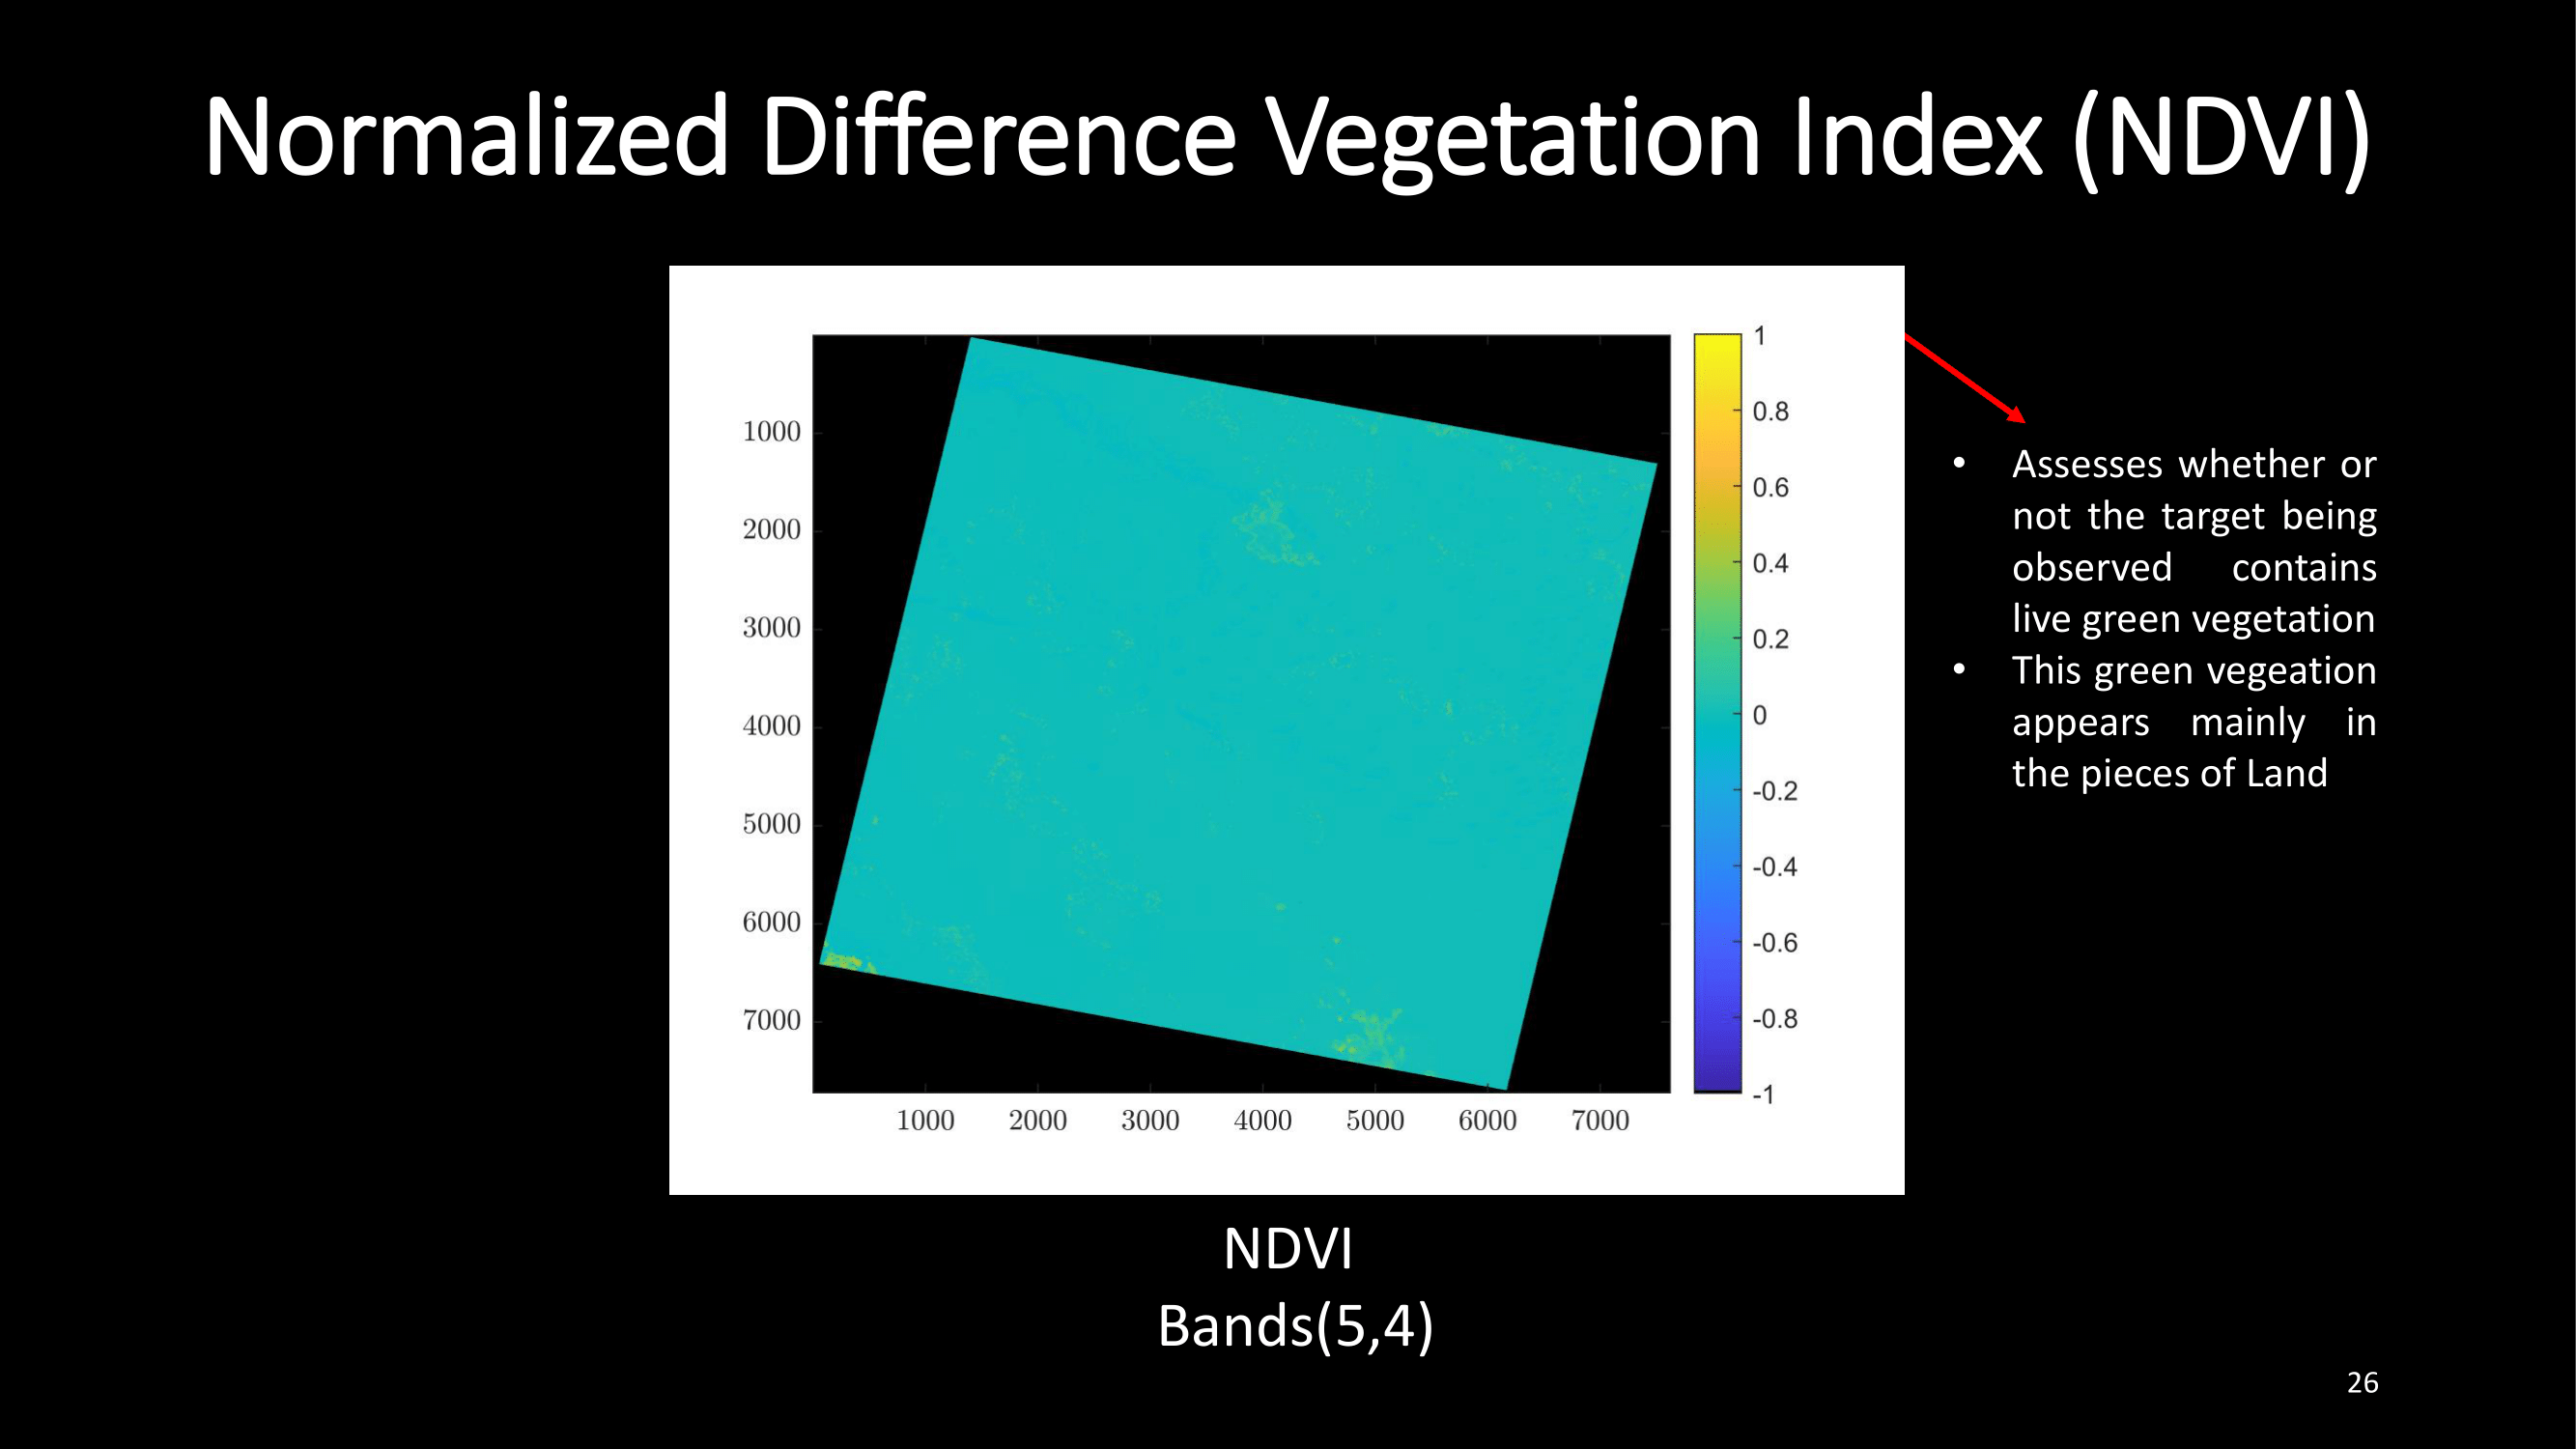 Normalized Difference Vegetation Index (NDVI)
1000
2000
3000
4000
5000
6000
7000
1000 2000 3000 4000 5000 6000 7000
1
0.8
0.6
0.4
0.2
0
-0.2
-0.4
-0.6
-0.8
-1
• Assesses whether or
not the target being
observed contains
live green vegetation
• This green vegeation
appears mainly in
the pieces of Land
NDVI
Bands(5,4)
26